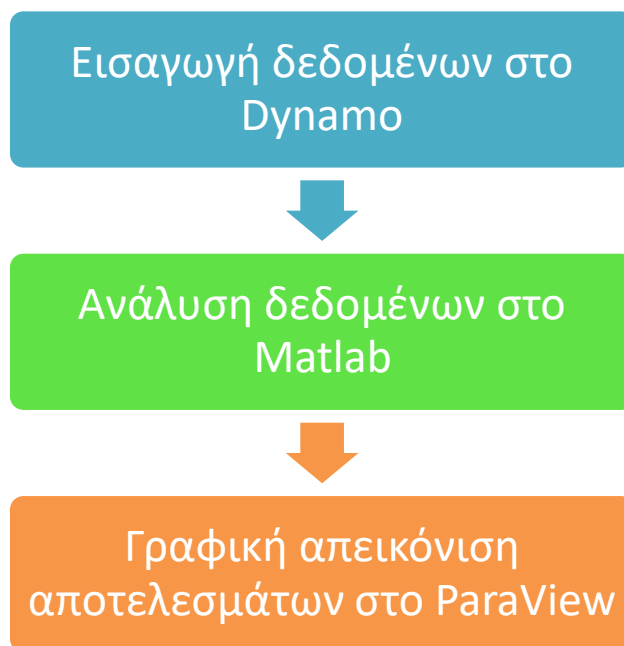 Εισαγωγή δεδομένων στο
Dynamo
Ανάλυση δεδομένων στο
Matlab
Γραφική απεικόνιση
αποτελεσμάτων στο ParaView